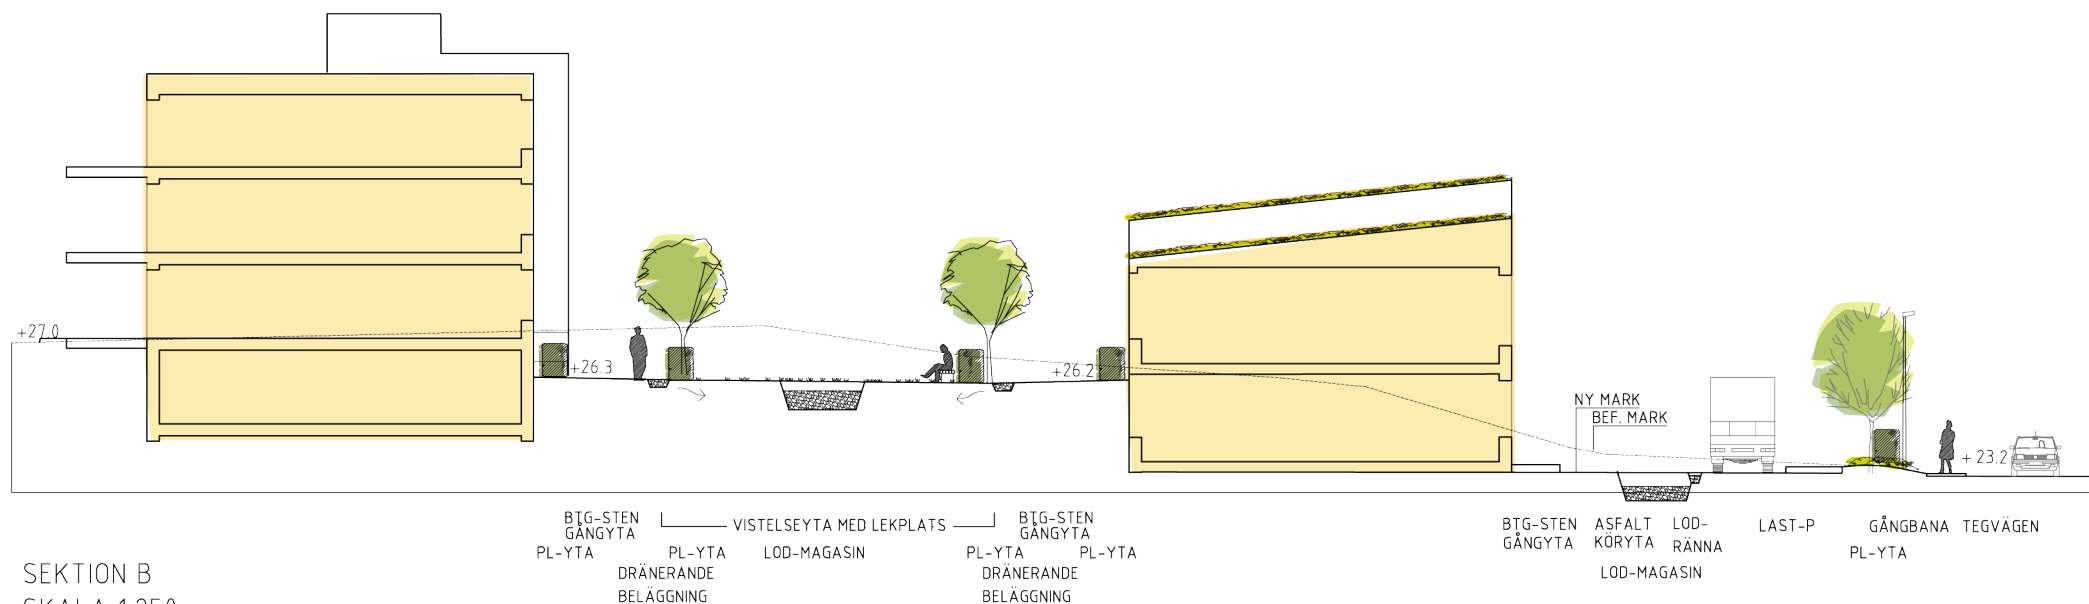 +27.0
+26.3
+26.2
NY MARK
BEF. MARK
+ 23.2
BTG-STEN
GÅNGYTA
VISTELSEYTA MED LEKPLATS
BTG-STEN
GÅNGYTA
PL-YTA
PL-YTA
LOD-MAGASIN
PL-YTA
PL-YTA
DRÄNERANDE
BELÄGGNING
DRÄNERANDE
BELÄGGNING
BTG-STEN
GÅNGYTA
ASFALT
KÖRYTA
LOD-
RÄNNA
LAST-P
GÅNGBANA
TEGVÄGEN
PL-YTA
LOD-MAGASIN
SEKTION B